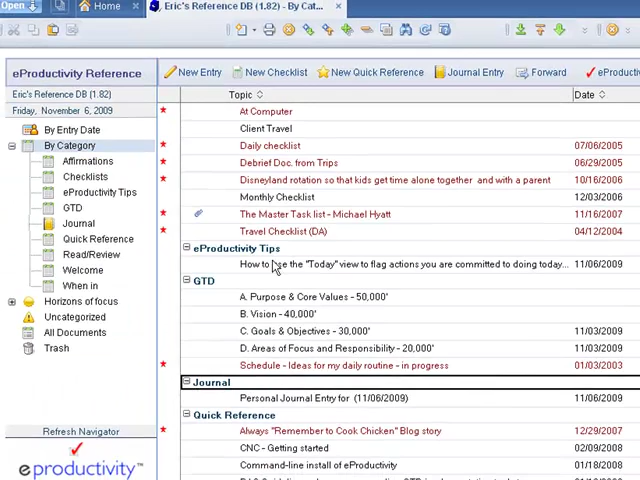 Open
Home
Eric's Reference DB (1.82) - By Cat...
eProductivity Reference
New Entry
New Checklist
New Quick Reference
Journal Entry
Forward
eProductiv
Eric's Reference DB (1.82)
Friday, November 6, 2009
By Entry Date
By Category
Affirmations
Checklists
eProductivity Tips
GTD
Journal
Quick Reference
Read/Review
Welcome
When in
Horizons of focus
Uncategorized
All Documents
Trash
Refresh Navigator
eproductivity™
Topic
Date
At Computer
Client Travel
Daily checklist 07/06/2005
Debrief Doc. from Trips 06/29/2005
Disneyland rotation so that kids get time alone together and with a parent 10/16/2006
Monthly Checklist 12/03/2006
The Master Task list - Michael Hyatt 11/16/2007
Travel Checklist (DA) 04/12/2004
eProductivity Tips
How to use the "Today" view to flag actions you are committed to doing today... 11/06/2009
GTD
A. Purpose & Core Values - 50,000'
B. Vision - 40,000'
C. Goals & Objectives - 30,000' 11/03/2009
D. Areas of Focus and Responsibility - 20,000' 11/03/2009
Schedule - Ideas for my daily routine - in progress 01/03/2003
Journal
Personal Journal Entry for (11/06/2009) 11/06/2009
Quick Reference
Always "Remember to Cook Chicken" Blog story 12/29/2007
CNC - Getting started 02/09/2008
Command-line install of eProductivity 11/03/2009